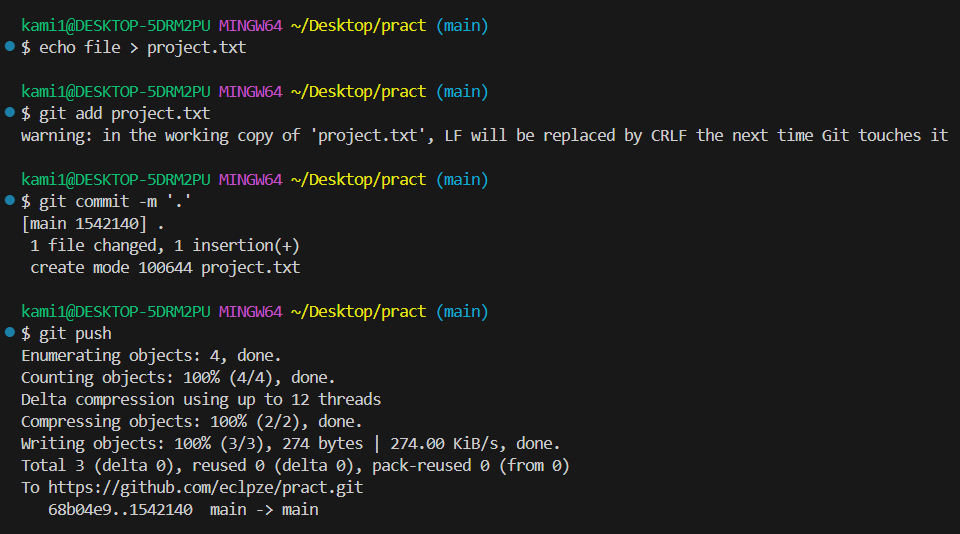 kami1@DESKTOP-5DRM2PU MINGW64 ~/Desktop/pract (main)
$ echo file > project.txt
kami1@DESKTOP-5DRM2PU MINGW64 ~/Desktop/pract (main)
$ git add project.txt
warning: in the working copy of 'project.txt', LF will be replaced by CRLF the next time Git touches it
kami1@DESKTOP-5DRM2PU MINGW64 ~/Desktop/pract (main)
$ git commit -m '.'
[main 1542140] .
 1 file changed, 1 insertion(+)
 create mode 100644 project.txt
kami1@DESKTOP-5DRM2PU MINGW64 ~/Desktop/pract (main)
$ git push
Enumerating objects: 4, done.
Counting objects: 100% (4/4), done.
Delta compression using up to 12 threads
Compressing objects: 100% (2/2), done.
Writing objects: 100% (3/3), 274 bytes | 274.00 KiB/s, done.
Total 3 (delta 0), reused 0 (delta 0), pack-reused 0 (from 0)
To https://github.com/eclpze/pract.git
   68b04e9..1542140  main -> main